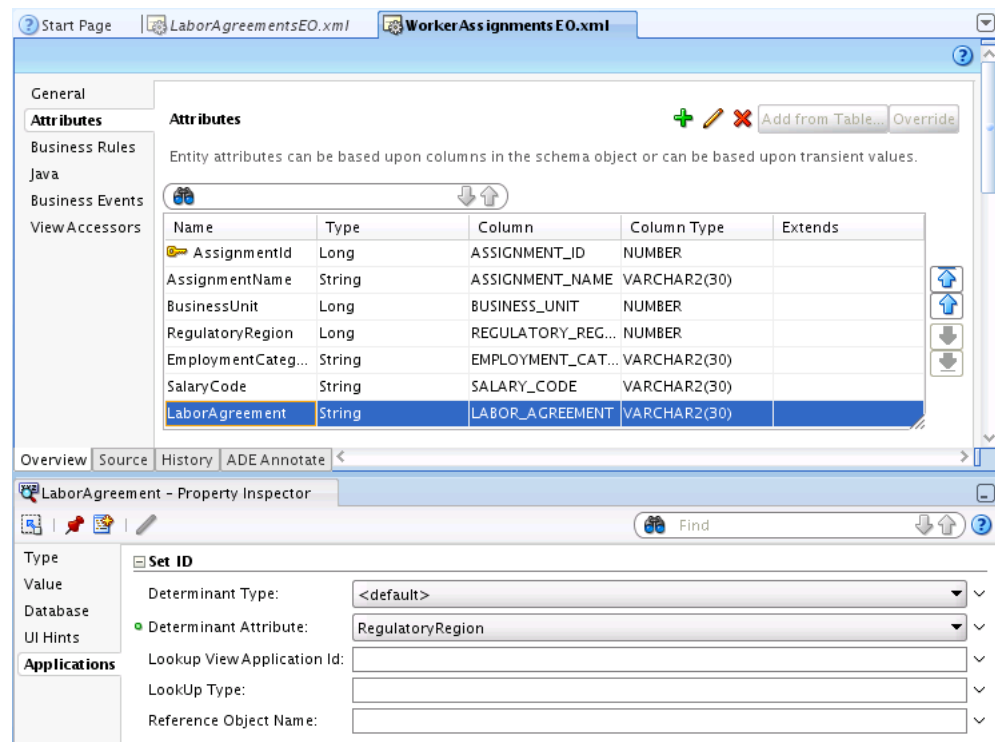 Start Page LaborAgreementsEO.xml WorkerAssignmentsEO.xml
General
Attributes
Business Rules
Java
Business Events
View Accessors
Attributes
Add from Table... Override
Entity attributes can be based upon columns in the schema object or can be based upon transient values.
Name Type Column Column Type Extends
AssignmentId Long ASSIGNMENT_ID NUMBER
AssignmentName String ASSIGNMENT_NAME VARCHAR2(30)
BusinessUnit Long BUSINESS_UNIT NUMBER
RegulatoryRegion Long REGULATORY_REG... NUMBER
EmploymentCateg... String EMPLOYMENT_CAT... VARCHAR2(30)
SalaryCode String SALARY_CODE VARCHAR2(30)
LaborAgreement String LABOR_AGREEMENT VARCHAR2(30)
Overview Source History ADE Annotate
LaborAgreement - Property Inspector
Find
Type
Value
Database
UI Hints
Applications
Set ID
Determinant Type: <default>
Determinant Attribute: RegulatoryRegion
Lookup View Application Id:
LookUp Type:
Reference Object Name: